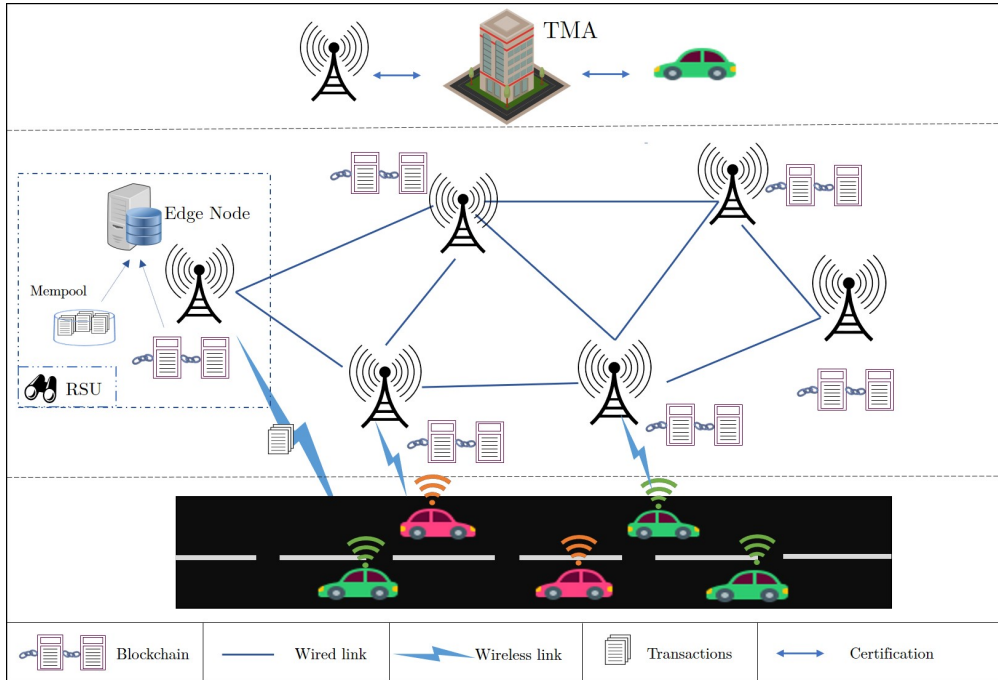 TMA
Edge Node
Mempool
RSU
Blockchain
Wired link
Wireless link
Transactions
Certification